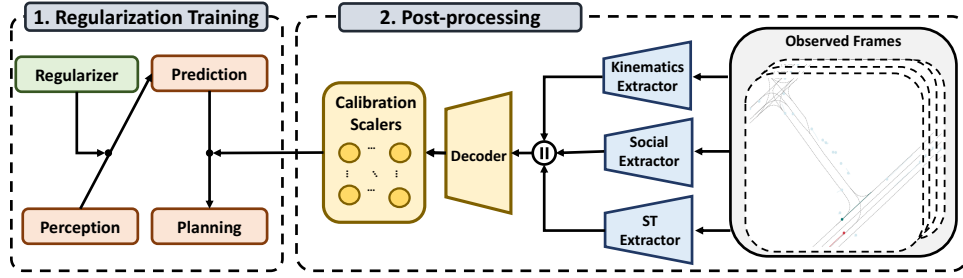 1. Regularization Training
2. Post-processing
Regularizer
Prediction
Perception
Planning
Calibration
Scalers
...
...
Decoder
Kinematics
Extractor
Social
Extractor
ST
Extractor
Observed Frames